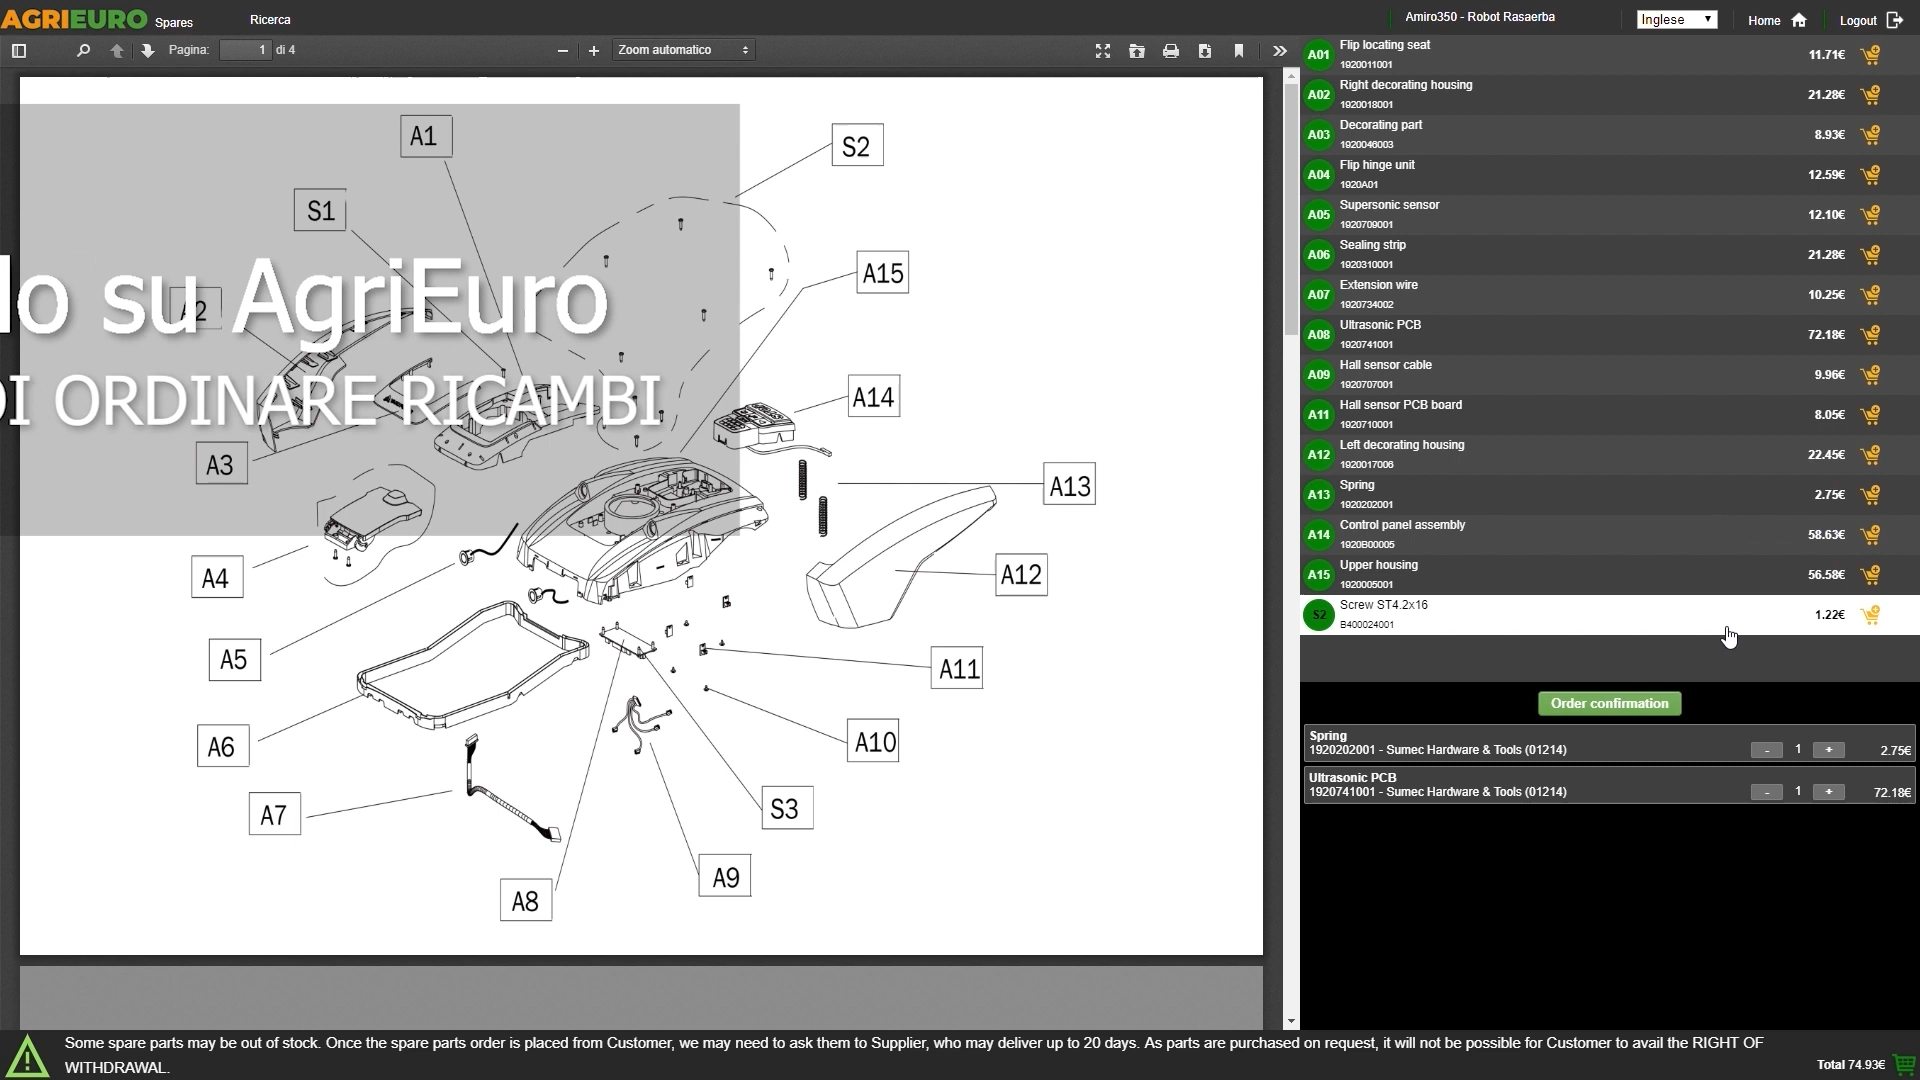 AGRIEURO Spares
Ricerca
Amiro350 - Robot Rasaerba
Inglese
Home
Logout
Pagina: 1 di 4
Zoom automatico
A1
S2
S1
A15
A2
lo su AgriEuro
DI ORDINARE RICAMBI
A14
A3
A13
A4
A12
A5
A11
A6
A10
A7
S3
A9
A8
A01 Flip locating seat 11.71€
1920011001
A02 Right decorating housing 21.28€
1920018001
A03 Decorating part 8.93€
1920046003
A04 Flip hinge unit 12.59€
1920A01
A05 Supersonic sensor 12.10€
1920709001
A06 Sealing strip 21.28€
1920310001
A07 Extension wire 10.25€
1920734002
A08 Ultrasonic PCB 72.18€
1920741001
A09 Hall sensor cable 9.96€
1920707001
A11 Hall sensor PCB board 8.05€
1920710001
A12 Left decorating housing 22.45€
1920017006
A13 Spring 2.75€
1920202001
A14 Control panel assembly 58.63€
1920B00005
A15 Upper housing 56.58€
1920005001
S2 Screw ST4.2x16 1.22€
B400024001
Order confirmation
Spring
1920202001 - Sumec Hardware & Tools (01214) - 1 + 2.75€
Ultrasonic PCB
1920741001 - Sumec Hardware & Tools (01214) - 1 + 72.18€
Some spare parts may be out of stock. Once the spare parts order is placed from Customer, we may need to ask them to Supplier, who may deliver up to 20 days. As parts are purchased on request, it will not be possible for Customer to avail the RIGHT OF
WITHDRAWAL.
Total 74.93€